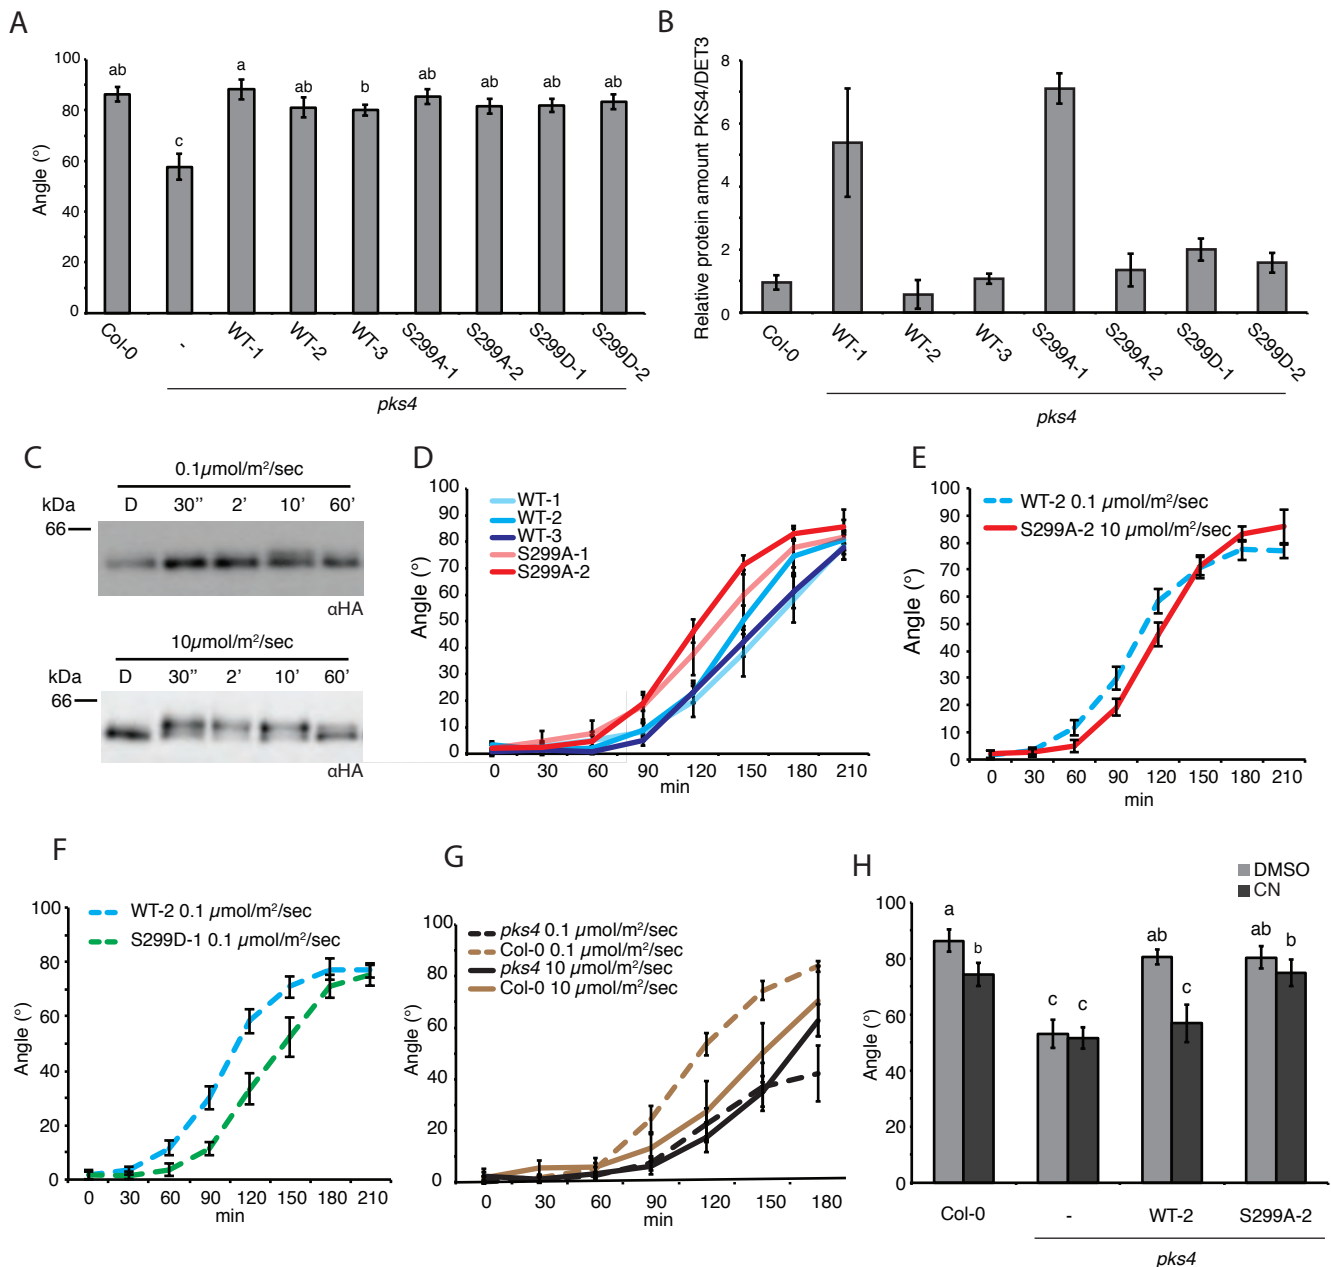 A
100
80
60
40
20
0
Angle (°)
ab
c
a
ab
b
ab
ab
ab
ab
Col-0
-
WT-1
WT-2
WT-3
S299A-1
S299A-2
S299D-1
S299D-2
pks4
B
8
6
4
2
0
Relative protein amount PKS4/DET3
Col-0
WT-1
WT-2
WT-3
S299A-1
S299A-2
S299D-1
S299D-2
pks4
C
0.1µmol/m²/sec
kDa D 30’’ 2’ 10’ 60’
66
αHA
10µmol/m²/sec
kDa D 30’’ 2’ 10’ 60’
66
αHA
D
100
90
80
70
60
50
40
30
20
10
0
Angle (°)
WT-1
WT-2
WT-3
S299A-1
S299A-2
0 30 60 90 120 150 180 210
min
E
100
90
80
70
60
50
40
30
20
10
0
Angle (°)
WT-2 0.1 µmol/m²/sec
S299A-2 10 µmol/m²/sec
0 30 60 90 120 150 180 210
min
F
100
80
60
40
20
0
Angle (°)
WT-2 0.1 µmol/m²/sec
S299D-1 0.1 µmol/m²/sec
0 30 60 90 120 150 180 210
min
G
100
80
60
40
20
0
Angle (°)
pks4 0.1 µmol/m²/sec
Col-0 0.1 µmol/m²/sec
pks4 10 µmol/m²/sec
Col-0 10 µmol/m²/sec
0 30 60 90 120 150 180
min
H
DMSO
CN
100
80
60
40
20
0
Angle (°)
a
b
c
c
ab
c
ab
b
Col-0
-
WT-2
S299A-2
pks4